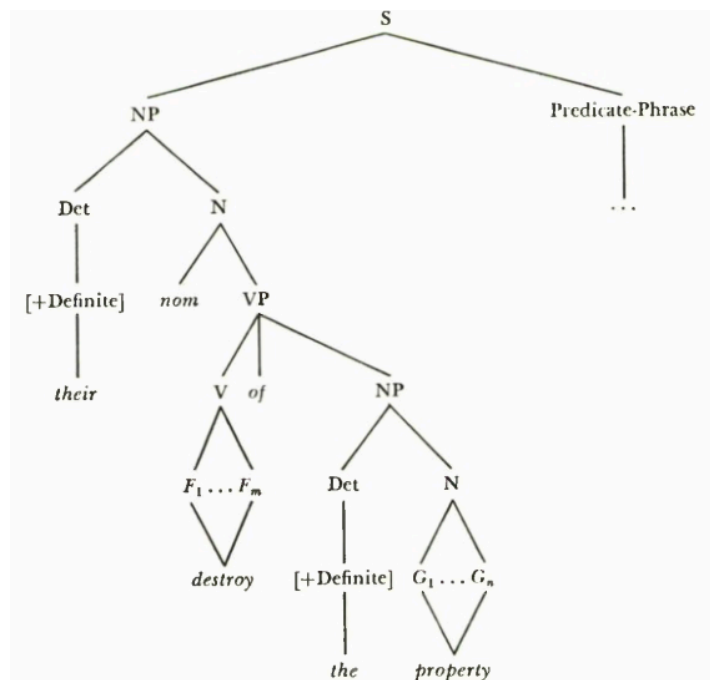 S
NP Predicate-Phrase
Det N ...
[+Definite] nom VP
their V of NP
F₁ ... Fₘ Det N
destroy [+Definite] G₁ ... Gₙ
the property